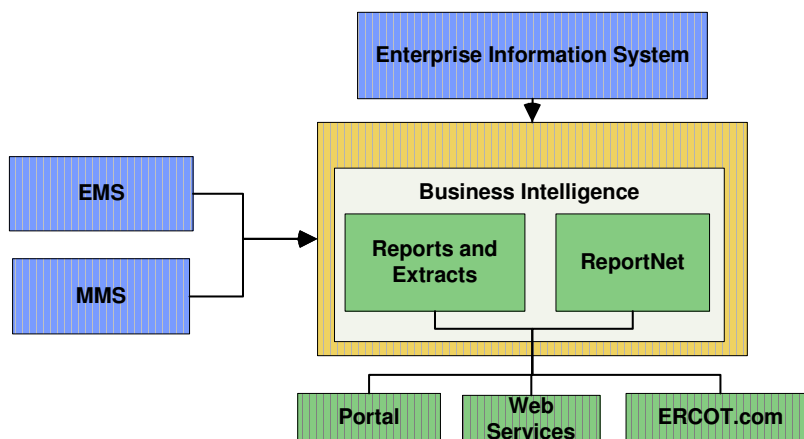 Enterprise Information System
EMS
MMS
Business Intelligence
Reports and
Extracts
ReportNet
Portal
Web
Services
ERCOT.com